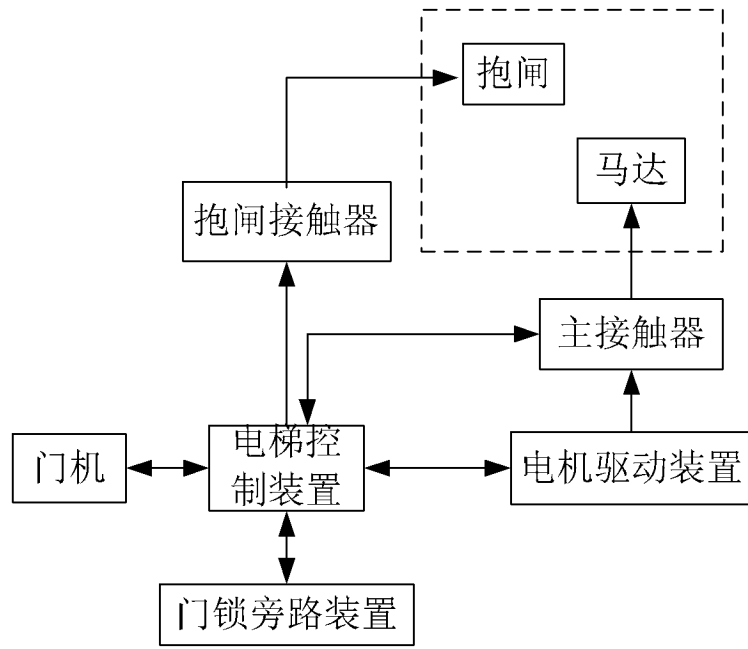 抱闸
马达
抱闸接触器
主接触器
电梯控
制装置
门机
电机驱动装置
门锁旁路装置